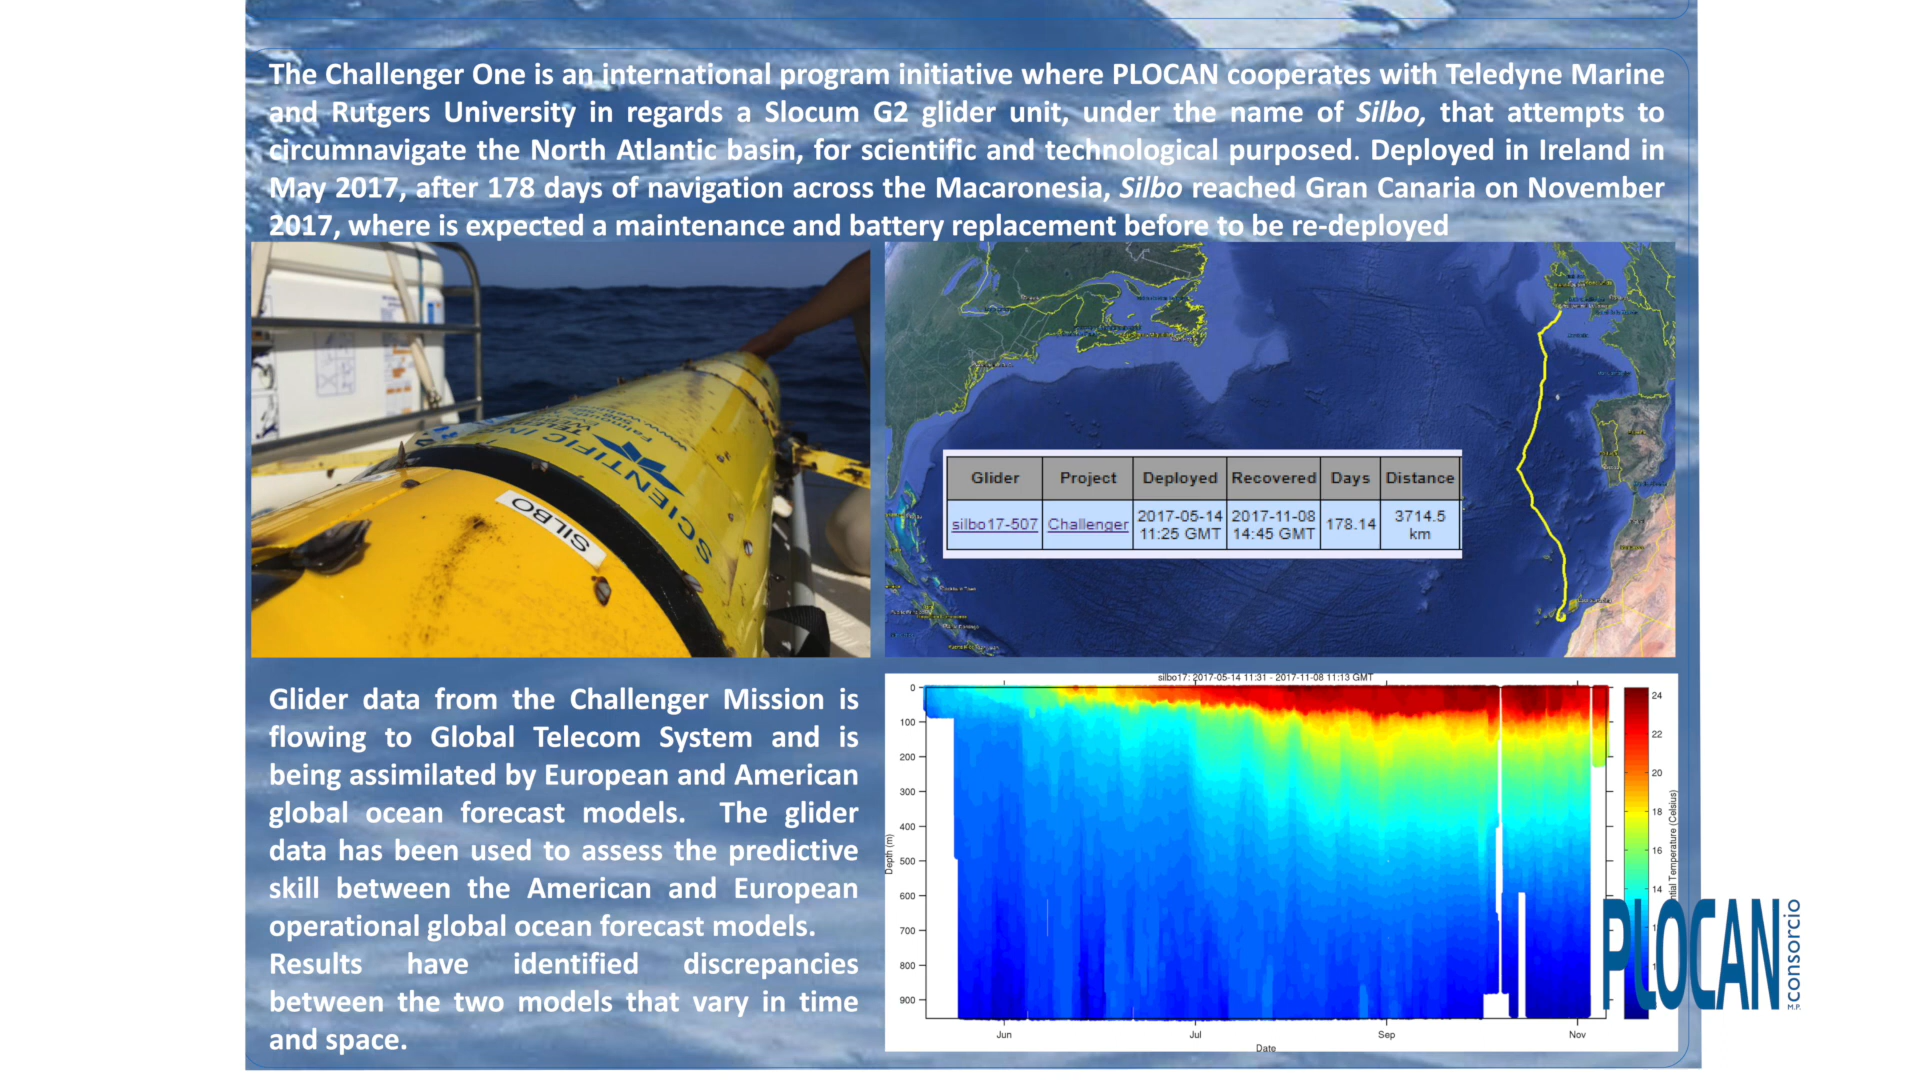 The Challenger One is an international program initiative where PLOCAN cooperates with Teledyne Marine
and Rutgers University in regards a Slocum G2 glider unit, under the name of Silbo, that attempts to
circumnavigate the North Atlantic basin, for scientific and technological purposed. Deployed in Ireland in
May 2017, after 178 days of navigation across the Macaronesia, Silbo reached Gran Canaria on November
2017, where is expected a maintenance and battery replacement before to be re-deployed
SCIENTIFIC
SILBO
Glider Project Deployed Recovered Days Distance
silbo17-507 Challenger 2017-05-14 11:25 GMT 2017-11-08 14:45 GMT 178.14 3714.5 km
Glider data from the Challenger Mission is
flowing to Global Telecom System and is
being assimilated by European and American
global ocean forecast models. The glider
data has been used to assess the predictive
skill between the American and European
operational global ocean forecast models.
Results have identified discrepancies
between the two models that vary in time
and space.
silbo17: 2017-05-14 11:31 - 2017-11-08 11:13 GMT
0
100
200
300
400
500
600
700
800
900
Depth (m)
Jun Jul Sep Nov
Date
24
22
20
18
16
14
Temperature (Celsius)
PLOCAN
M.P. consorcio